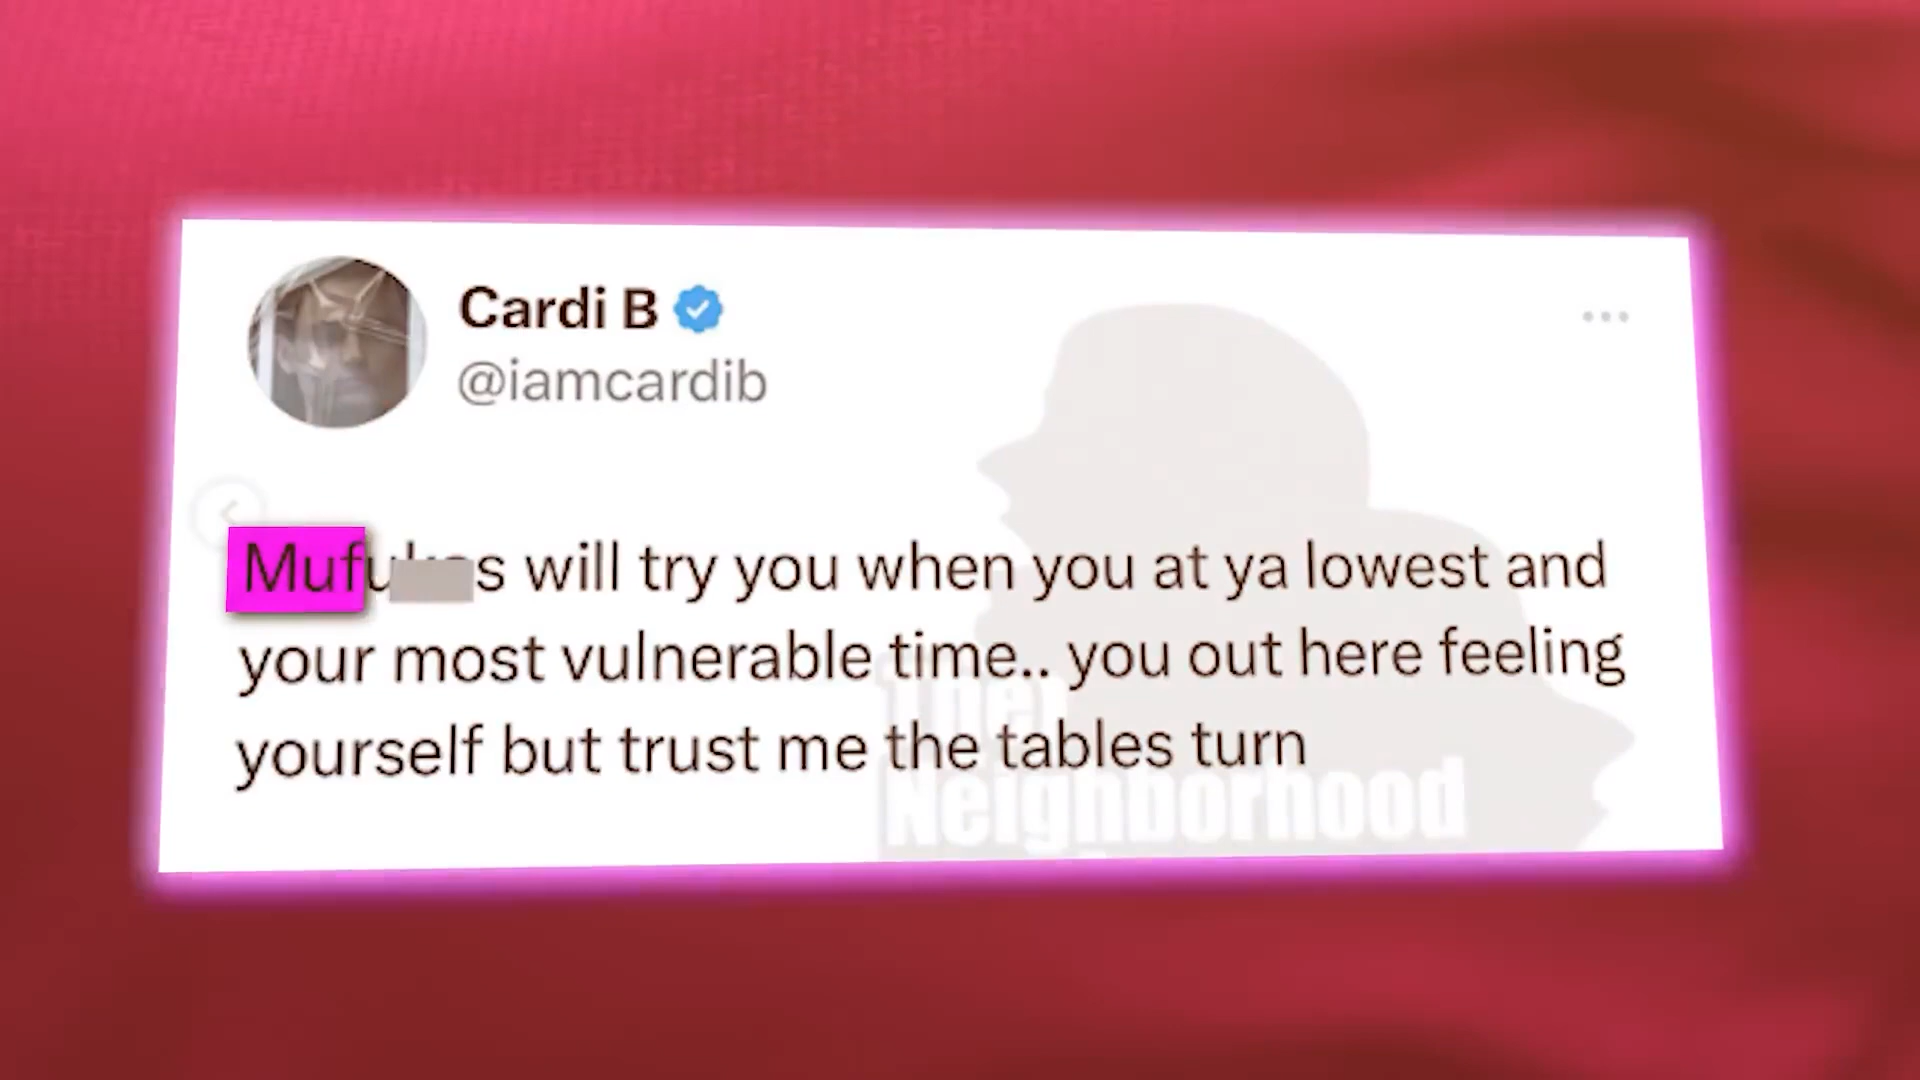 Cardi B
@iamcardib
Mufu s will try you when you at ya lowest and
your most vulnerable time.. you out here feeling
yourself but trust me the tables turn
Neighborhood